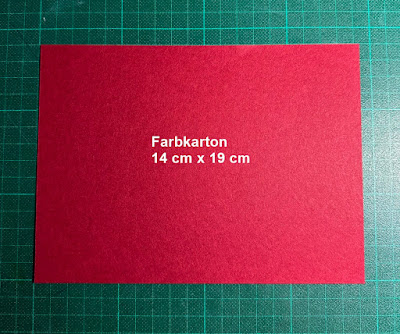 Farbkarton
14 cm x 19 cm